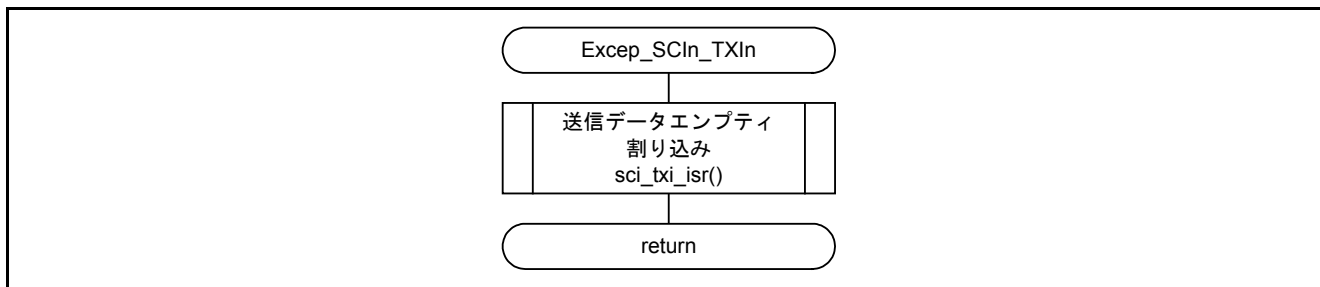 Excep_SCIn_TXIn
送信データエンプティ
割り込み
sci_txi_isr()
return